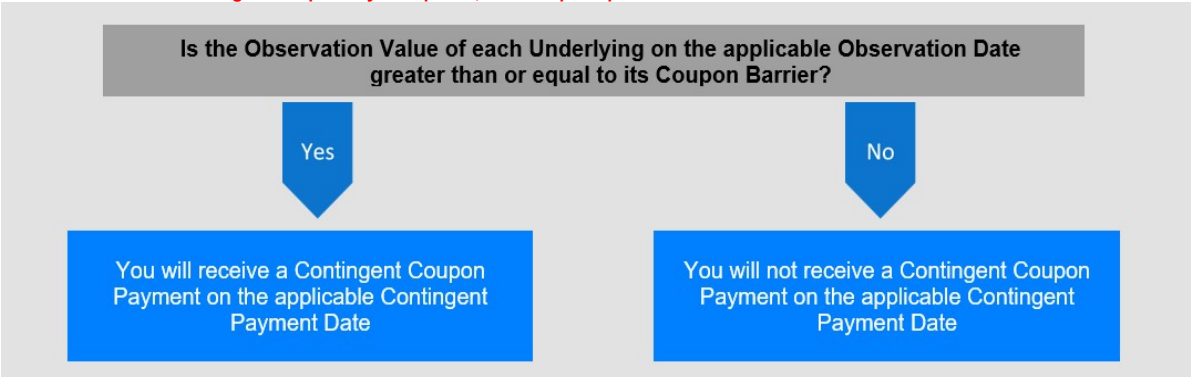 Is the Observation Value of each Underlying on the applicable Observation Date
greater than or equal to its Coupon Barrier?
Yes
No
You will receive a Contingent Coupon
Payment on the applicable Contingent
Payment Date
You will not receive a Contingent Coupon
Payment on the applicable Contingent
Payment Date